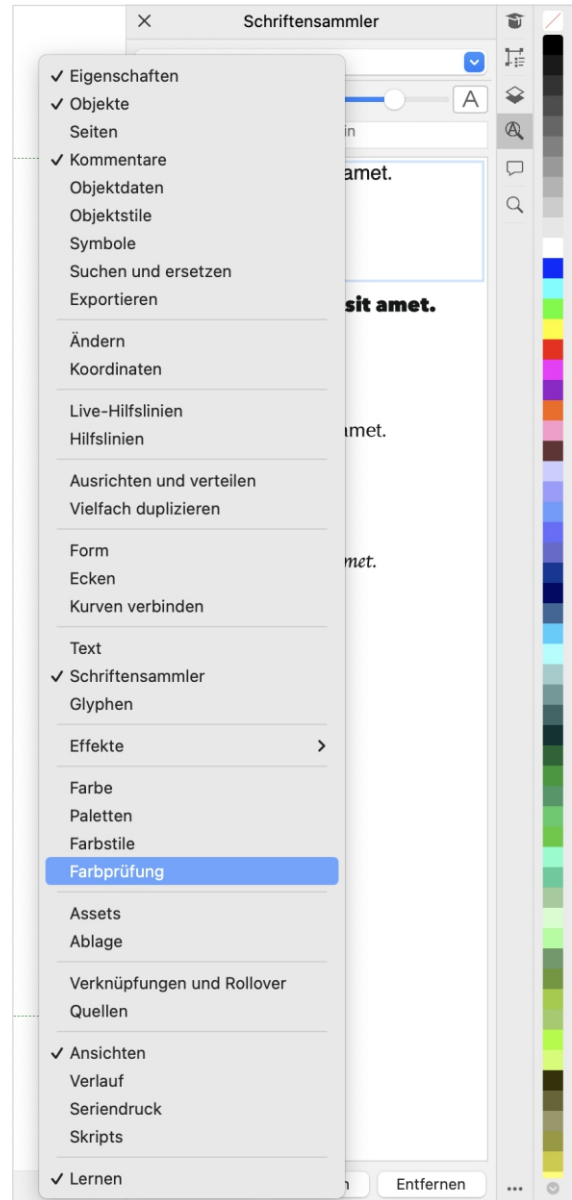 Schriftensammler
✓ Eigenschaften
✓ Objekte
A
Seiten
in
✓ Kommentare
amet.
Objektdaten
Objektstile
Symbole
Suchen und ersetzen
Exportieren
sit amet.
Ändern
Koordinaten
Live-Hilfslinien
Hilfslinien
amet.
Ausrichten und verteilen
Vielfach duplizieren
Form
met.
Ecken
Kurven verbinden
Text
✓ Schriftensammler
Glyphen
Effekte
Farbe
Paletten
Farbstile
Farbprüfung
Assets
Ablage
Verknüpfungen und Rollover
Quellen
✓ Ansichten
Verlauf
Seriendruck
Skripts
✓ Lernen
Entfernen